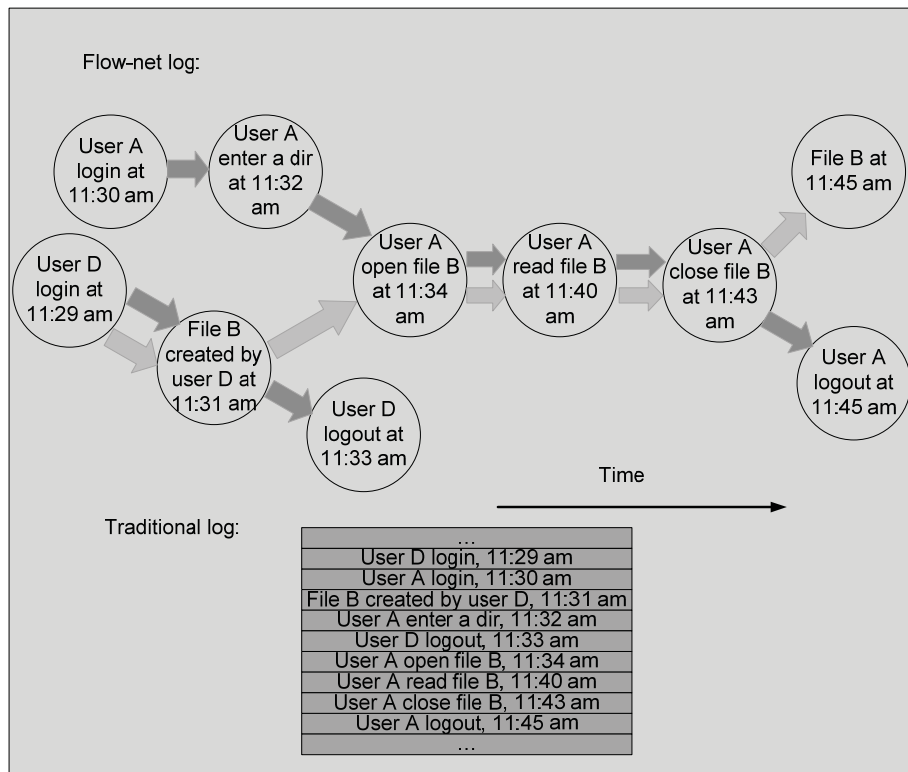 Flow-net log:
User A
login at
11:30 am
User A
enter a dir
at 11:32
am
File B at
11:45 am
User D
login at
11:29 am
User A
open file B
at 11:34
am
User A
read file B
at 11:40
am
User A
close file B
at 11:43
am
File B
created by
user D at
11:31 am
User D
logout at
11:33 am
User A
logout at
11:45 am
Time
Traditional log:
...
User D login, 11:29 am
User A login, 11:30 am
File B created by user D, 11:31 am
User A enter a dir, 11:32 am
User D logout, 11:33 am
User A open file B, 11:34 am
User A read file B, 11:40 am
User A close file B, 11:43 am
User A logout, 11:45 am
...